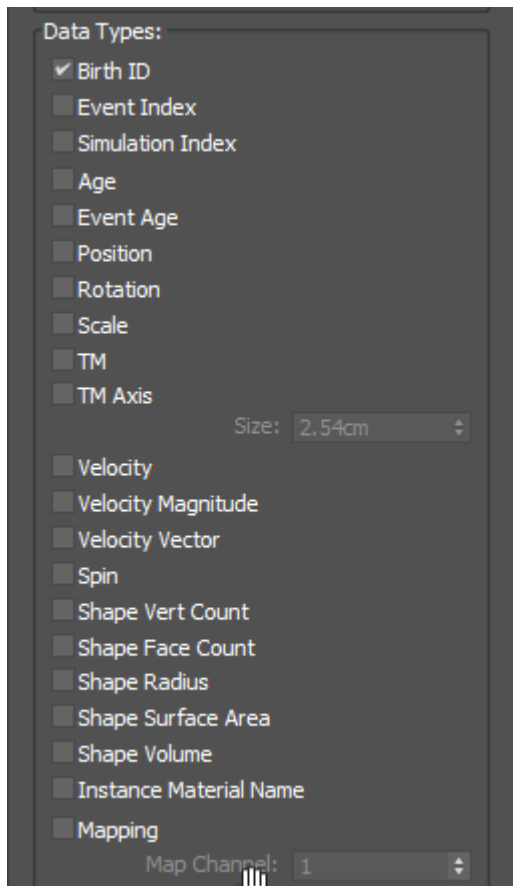 Data Types:
Birth ID
Event Index
Simulation Index
Age
Event Age
Position
Rotation
Scale
TM
TM Axis
Size: 2.54cm
Velocity
Velocity Magnitude
Velocity Vector
Spin
Shape Vert Count
Shape Face Count
Shape Radius
Shape Surface Area
Shape Volume
Instance Material Name
Mapping
Map Channel: 1